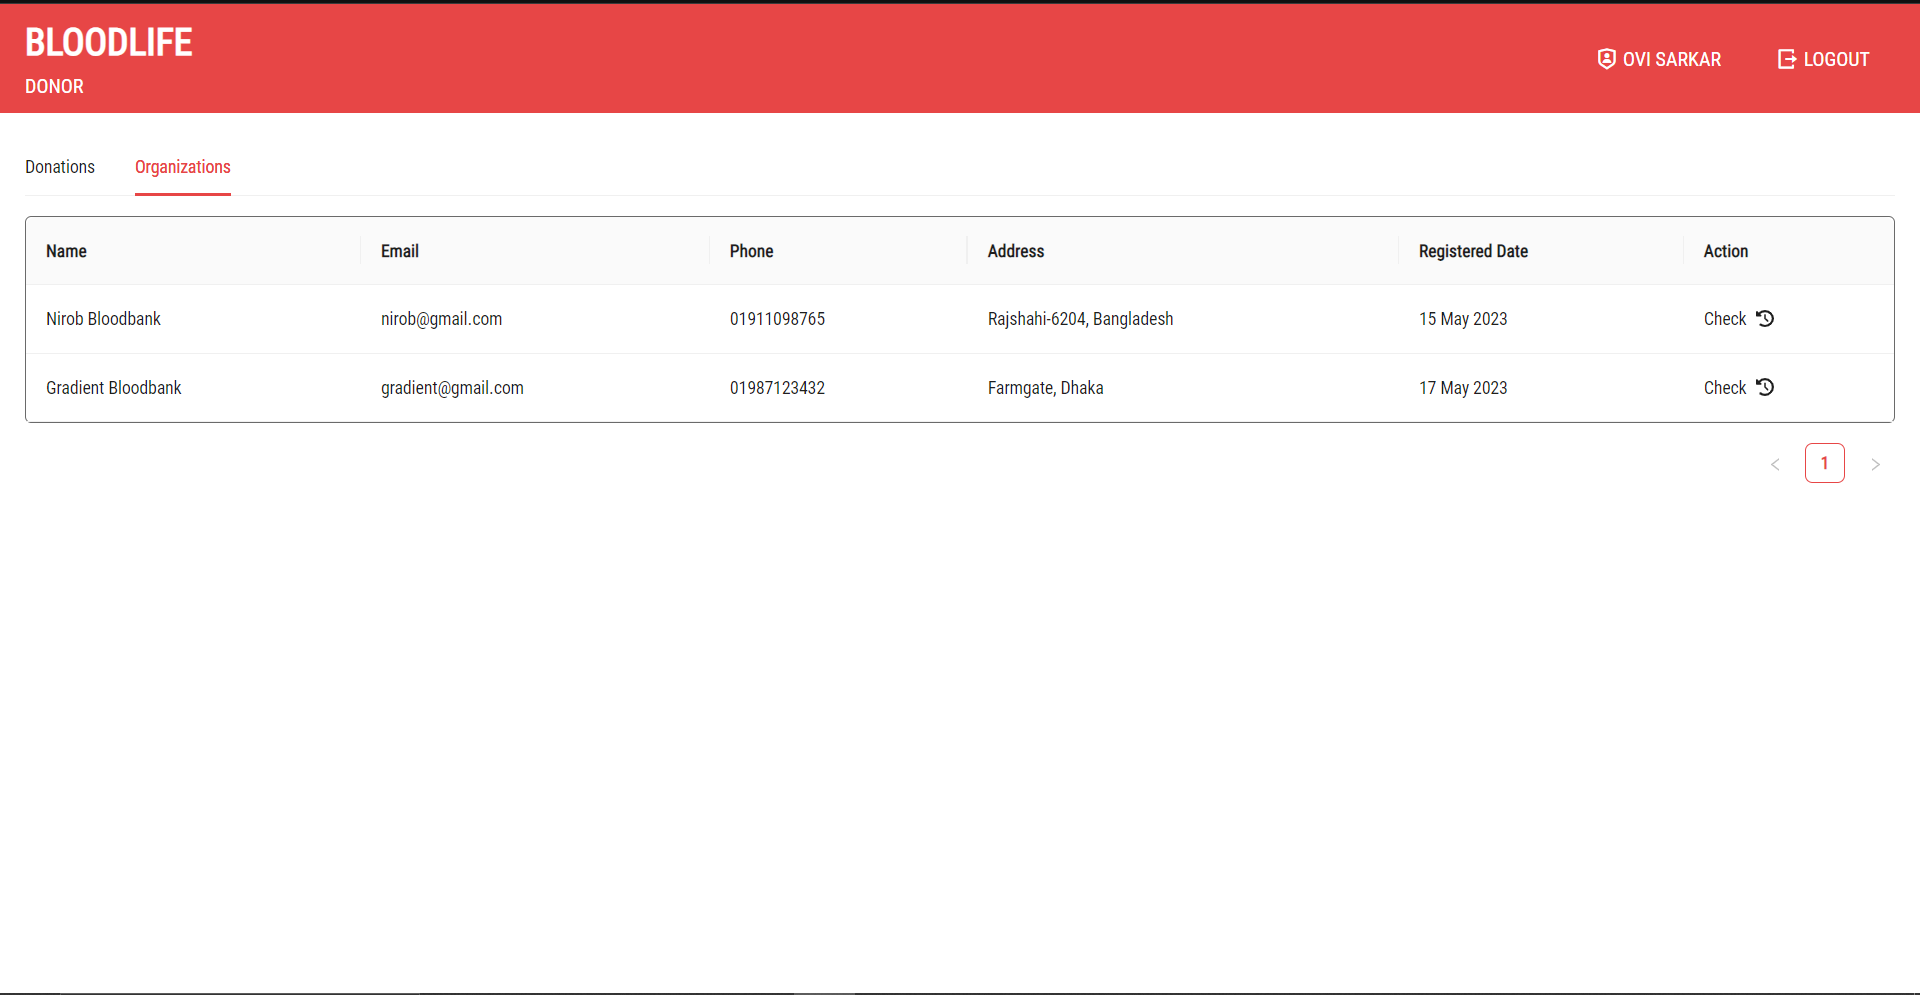 BLOODLIFE
DONOR
OVI SARKAR LOGOUT
Donations Organizations
Name Email Phone Address Registered Date Action
Nirob Bloodbank nirob@gmail.com 01911098765 Rajshahi-6204, Bangladesh 15 May 2023 Check
Gradient Bloodbank gradient@gmail.com 01987123432 Farmgate, Dhaka 17 May 2023 Check
1